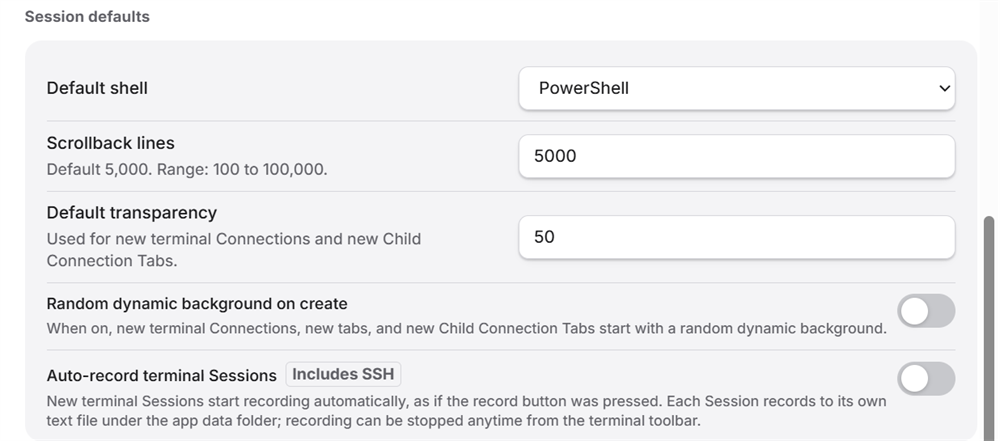 Session defaults
Default shell
PowerShell
Scrollback lines
Default 5,000. Range: 100 to 100,000.
5000
Default transparency
Used for new terminal Connections and new Child
Connection Tabs.
50
Random dynamic background on create
When on, new terminal Connections, new tabs, and new Child Connection Tabs start with a random dynamic background.
Auto-record terminal Sessions Includes SSH
New terminal Sessions start recording automatically, as if the record button was pressed. Each Session records to its own
text file under the app data folder; recording can be stopped anytime from the terminal toolbar.